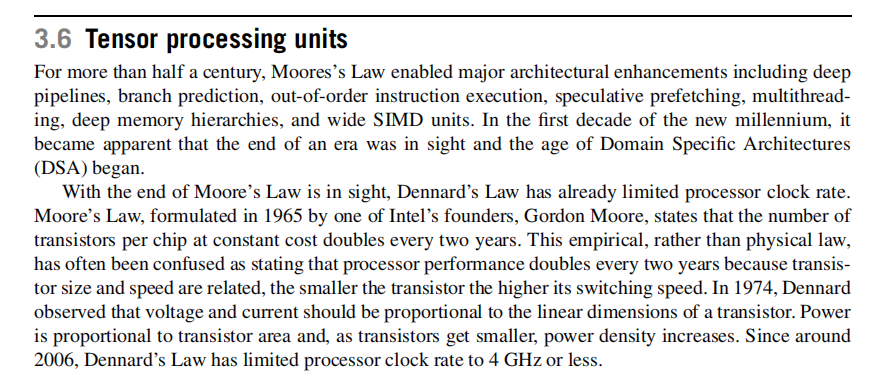 3.6 Tensor processing units
For more than half a century, Moores's Law enabled major architectural enhancements including deep
pipelines, branch prediction, out-of-order instruction execution, speculative prefetching, multithread-
ing, deep memory hierarchies, and wide SIMD units. In the first decade of the new millennium, it
became apparent that the end of an era was in sight and the age of Domain Specific Architectures
(DSA) began.
With the end of Moore's Law is in sight, Dennard's Law has already limited processor clock rate.
Moore's Law, formulated in 1965 by one of Intel's founders, Gordon Moore, states that the number of
transistors per chip at constant cost doubles every two years. This empirical, rather than physical law,
has often been confused as stating that processor performance doubles every two years because transis-
tor size and speed are related, the smaller the transistor the higher its switching speed. In 1974, Dennard
observed that voltage and current should be proportional to the linear dimensions of a transistor. Power
is proportional to transistor area and, as transistors get smaller, power density increases. Since around
2006, Dennard's Law has limited processor clock rate to 4 GHz or less.